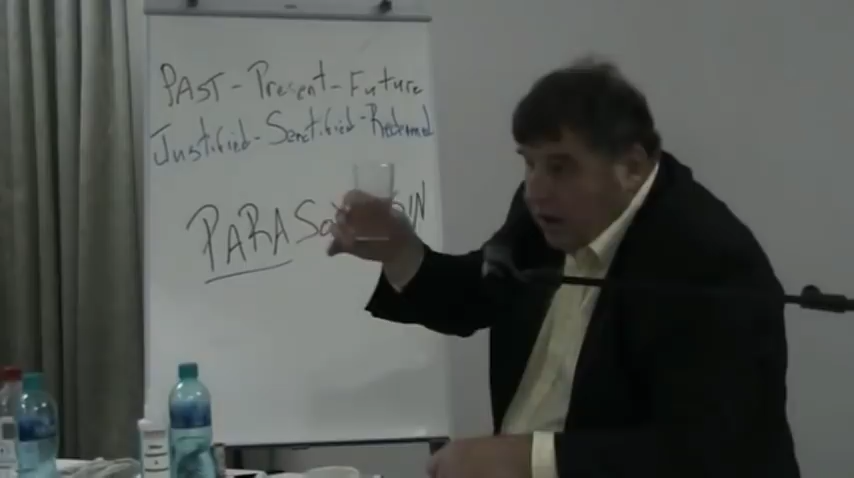 PAST - Present - Future
Justified - Sanctified - Redeemed
PARA